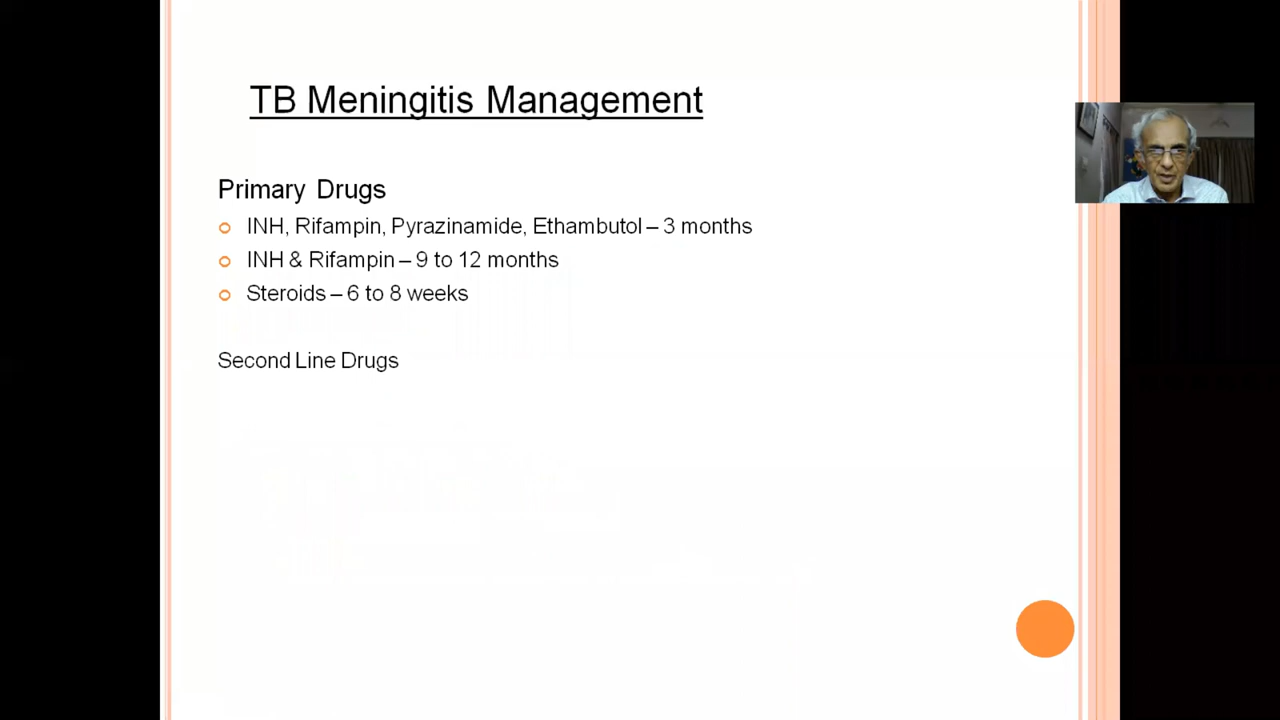 TB Meningitis Management
Primary Drugs
INH, Rifampin, Pyrazinamide, Ethambutol – 3 months
INH & Rifampin – 9 to 12 months
Steroids – 6 to 8 weeks
Second Line Drugs